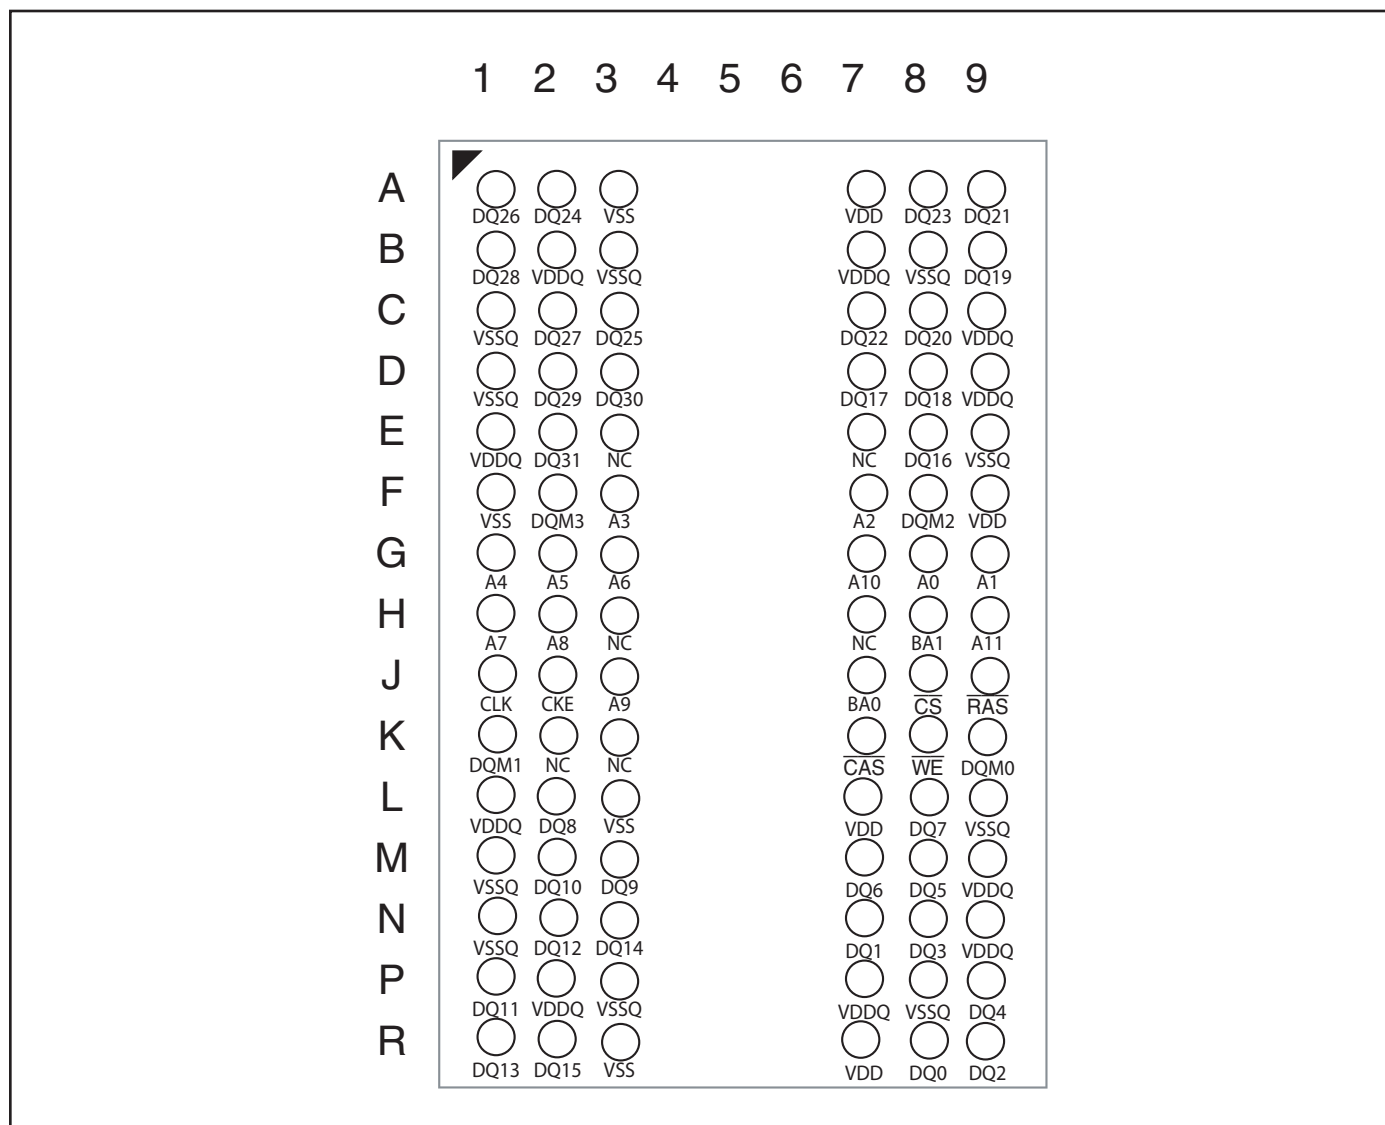 1 2 3 4 5 6 7 8 9
A
DQ26 DQ24 VSS VDD DQ23 DQ21
B
DQ28 VDDQ VSSQ VDDQ VSSQ DQ19
C
VSSQ DQ27 DQ25 DQ22 DQ20 VDDQ
D
VSSQ DQ29 DQ30 DQ17 DQ18 VDDQ
E
VDDQ DQ31 NC NC DQ16 VSSQ
F
VSS DQM3 A3 A2 DQM2 VDD
G
A4 A5 A6 A10 A0 A1
H
A7 A8 NC NC BA1 A11
J
CLK CKE A9 BA0 C̅S̅ R̅A̅S̅
K
DQM1 NC NC C̅A̅S̅ W̅E̅ DQM0
L
VDDQ DQ8 VSS VDD DQ7 VSSQ
M
VSSQ DQ10 DQ9 DQ6 DQ5 VDDQ
N
VSSQ DQ12 DQ14 DQ1 DQ3 VDDQ
P
DQ11 VDDQ VSSQ VDDQ VSSQ DQ4
R
DQ13 DQ15 VSS VDD DQ0 DQ2